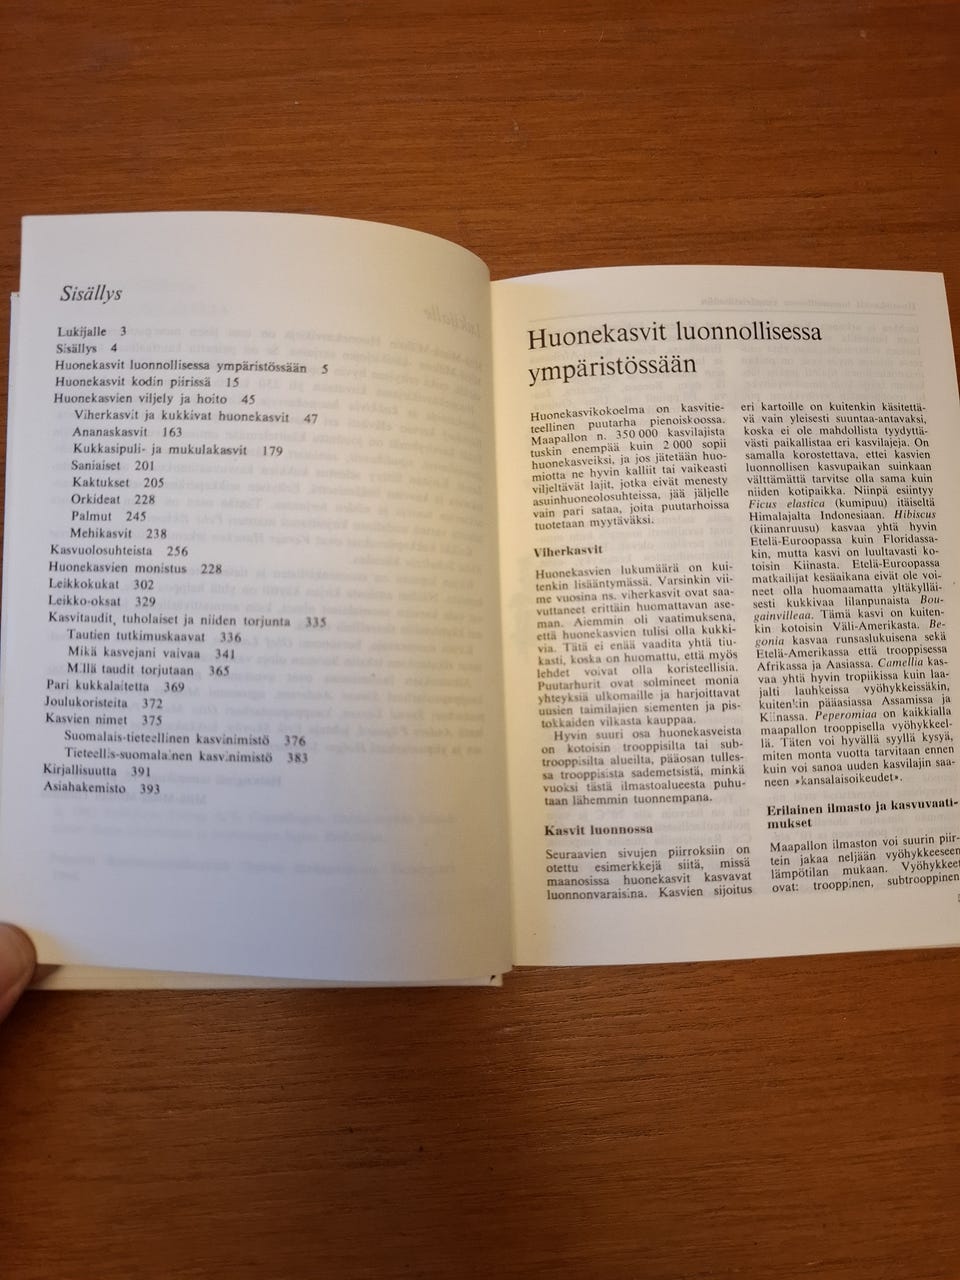 Sisällys
Lukijalle 3
Sisällys 4
Huonekasvit luonnollisessa ympäristössään 5
Huonekasvit kodin piirissä 15
Huonekasvien viljely ja hoito 45
Viherkasvit ja kukkivat huonekasvit 47
Ananaskasvit 163
Kukkasipuli- ja mukulakasvit 179
Saniaiset 201
Kaktukset 205
Orkideat 228
Palmut 245
Mehikasvit 238
Kasvuolosuhteista 256
Huonekasvien monistus 228
Leikkokukat 302
Leikko-oksat 329
Kasvitaudit, tuholaiset ja niiden torjunta 335
Tautien tutkimuskaavat 336
Mikä kasvejani vaivaa 341
Millä taudit torjutaan 365
Pari kukkalaitetta 369
Joulukoristeita 372
Kasvien nimet 375
Suomalais-tieteellinen kasvinimistö 376
Tieteellis-suomalainen kasvinimistö 383
Kirjallisuutta 391
Asiahakemisto 393
Huonekasvit luonnollisessa
ympäristössään
Huonekasvikokoelma on kasvitie-
teellinen puutarha pienoiskoossa.
Maapallon n. 350 000 kasvilajista
tuskin enempää kuin 2 000 sopii
huonekasveiksi, ja jos jätetään huo-
miotta ne hyvin kalliit tai vaikeasti
viljeltävät lajit, jotka eivät menesty
asuinhuoneolosuhteissa, jää jäljelle
vain pari sataa, joita puutarhoissa
tuotetaan myytäväksi.
Viherkasvit
Huonekasvien lukumäärä on kui-
tenkin lisääntymässä. Varsinkin vii-
me vuosina ns. viherkasvit ovat saa-
vuttaneet erittäin huomattavan ase-
man. Aiemmin oli vaatimuksena,
että huonekasvien tulisi olla kukki-
via. Tätä ei enää vaadita yhtä tiu-
kasti, koska on huomattu, että myös
lehdet voivat olla koristeellisia.
Puutarhurit ovat solmineet monia
yhteyksiä ulkomaille ja harjoittavat
uusien taimilajien siementen ja pis-
tokkaiden vilkasta kauppaa.
Hyvin suuri osa huonekasveista
on kotoisin trooppisilta tai sub-
trooppisilta alueilta, pääosan tulles-
sa trooppisista sademetsistä, minkä
vuoksi tästä ilmastoalueesta puhu-
taan lähemmin tuonnempana.
Kasvit luonnossa
Seuraavien sivujen piirroksiin on
otettu esimerkkejä siitä, missä
maanosissa huonekasvit kasvavat
luonnonvaraisina. Kasvien sijoitus
eri kartoille on kuitenkin käsitettä-
vä vain yleisesti suuntaa-antavaksi,
koska ei ole mahdollista tyydyttä-
västi paikallistaa eri kasvilajeja. On
samalla korostettava, ettei kasvien
luonnollisen kasvupaikan suinkaan
välttämättä tarvitse olla sama kuin
niiden kotipaikka. Niinpä esiintyy
Ficus elastica (kumipuu) itäiseltä
Himalajalta Indonesiaan. Hibiscus
(kiinanruusu) kasvaa yhtä hyvin
Etelä-Euroopassa kuin Floridassa-
kin, mutta kasvi on luultavasti ko-
toisin Kiinasta. Etelä-Euroopassa
matkailijat kesäaikana eivät ole voi-
neet olla huomaamatta yltäkylläi-
sesti kukkivaa lilanpunaista Bou-
gainvilleaa. Tämä kasvi on kuiten-
kin kotoisin Väli-Amerikasta. Be-
gonia kasvaa runsaslukuisena sekä
Etelä-Amerikassa että trooppisessa
Afrikassa ja Aasiassa. Camellia kas-
vaa yhtä hyvin tropiikissa kuin laa-
jalti lauhkeissa vyöhykkeissäkin,
kuitenkin pääasiassa Assamissa ja
Kiinassa. Peperomiaa on kaikkialla
maapallon trooppisella vyöhykkeel-
lä. Täten voi hyvällä syyllä kysyä,
miten monta vuotta tarvitaan ennen
kuin voi sanoa uuden kasvilajin saa-
neen »kansalaisoikeudet».
Erilainen ilmasto ja kasvuvaati-
mukset
Maapallon ilmaston voi suurin piir-
tein jakaa neljään vyöhykkeeseen
lämpötilan mukaan. Vyöhykkeet
ovat: trooppinen, subtrooppinen,